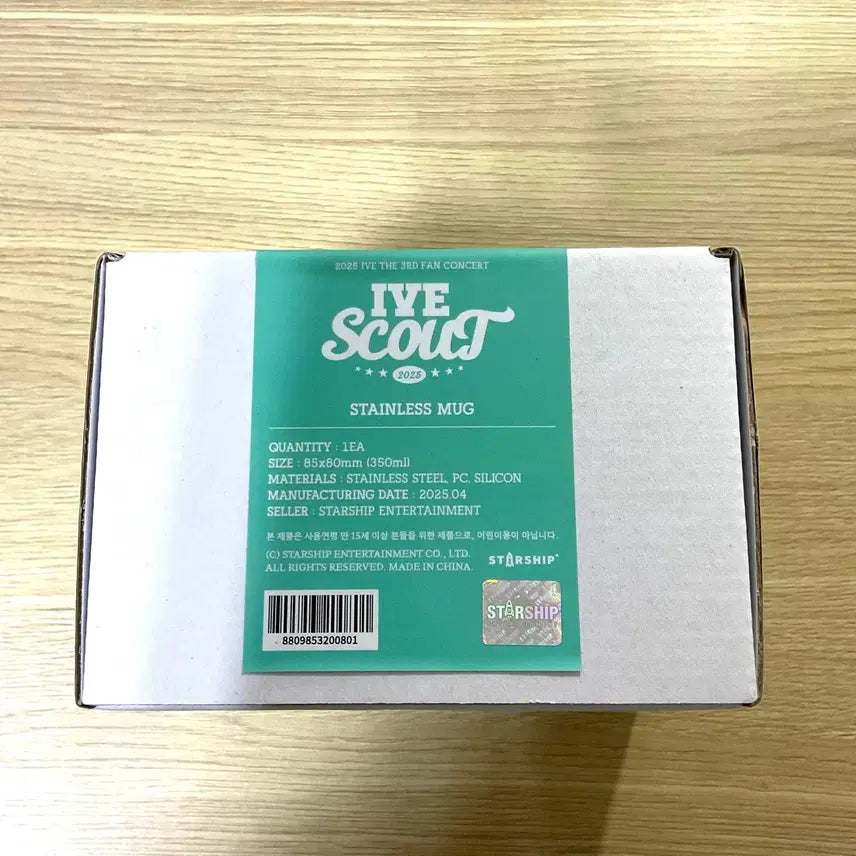 2025 IVE THE 3RD FAN CONCERT
IVE
SCOUT
2025
STAINLESS MUG
QUANTITY : 1EA
SIZE : 85x80mm (350ml)
MATERIALS : STAINLESS STEEL, PC, SILICON
MANUFACTURING DATE : 2025.04
SELLER : STARSHIP ENTERTAINMENT
본 제품은 사용연령 만 15세 이상 분들을 위한 제품으로, 어린이용이 아닙니다.
(C) STARSHIP ENTERTAINMENT CO., LTD.
ALL RIGHTS RESERVED. MADE IN CHINA.
STARSHIP
STARSHIP
8809853200801